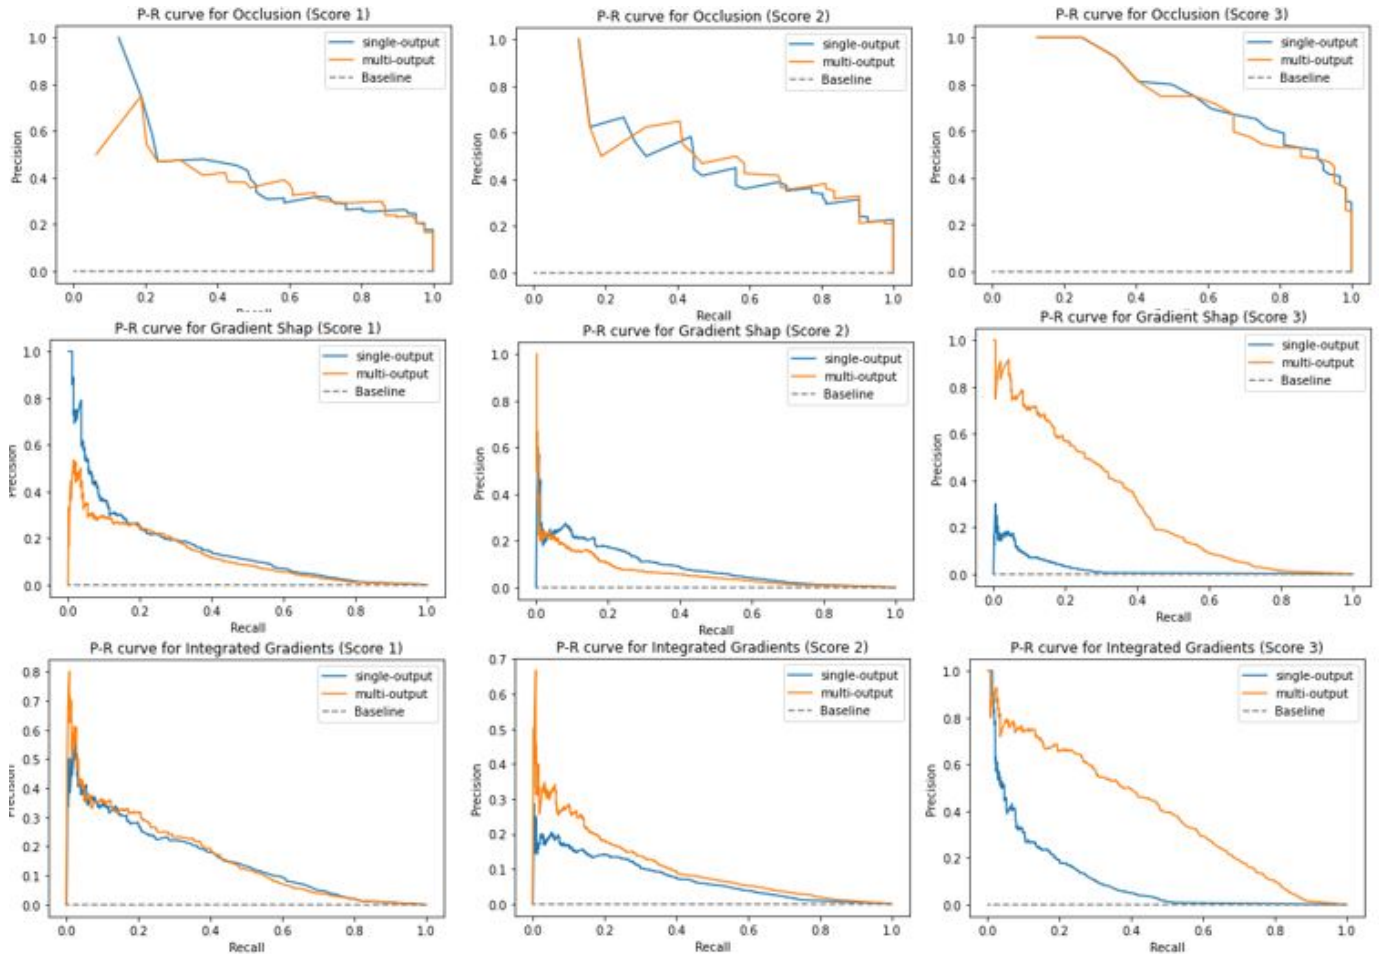 P-R curve for Occlusion (Score 1)
1.0
0.8
0.6
0.4
0.2
0.0
Precision
single-output
multi-output
Baseline
0.0 0.2 0.4 0.6 0.8 1.0
Recall
P-R curve for Occlusion (Score 2)
1.0
0.8
0.6
0.4
0.2
0.0
Precision
single-output
multi-output
Baseline
0.0 0.2 0.4 0.6 0.8 1.0
Recall
P-R curve for Occlusion (Score 3)
1.0
0.8
0.6
0.4
0.2
0.0
Precision
single-output
multi-output
Baseline
0.0 0.2 0.4 0.6 0.8 1.0
P-R curve for Gradient Shap (Score 1)
1.0
0.8
0.6
0.4
0.2
0.0
Precision
single-output
multi-output
Baseline
0.0 0.2 0.4 0.6 0.8 1.0
Recall
P-R curve for Gradient Shap (Score 2)
1.0
0.8
0.6
0.4
0.2
0.0
Precision
single-output
multi-output
Baseline
0.0 0.2 0.4 0.6 0.8 1.0
Recall
P-R curve for Gradient Shap (Score 3)
1.0
0.8
0.6
0.4
0.2
0.0
Precision
single-output
multi-output
Baseline
0.0 0.2 0.4 0.6 0.8 1.0
Recall
P-R curve for Integrated Gradients (Score 1)
0.8
0.7
0.6
0.5
0.4
0.3
0.2
0.1
0.0
Precision
single-output
multi-output
Baseline
0.0 0.2 0.4 0.6 0.8 1.0
Recall
P-R curve for Integrated Gradients (Score 2)
0.7
0.6
0.5
0.4
0.3
0.2
0.1
0.0
Precision
single-output
multi-output
Baseline
0.0 0.2 0.4 0.6 0.8 1.0
Recall
P-R curve for Integrated Gradients (Score 3)
1.0
0.8
0.6
0.4
0.2
0.0
Precision
single-output
multi-output
Baseline
0.0 0.2 0.4 0.6 0.8 1.0
Recall